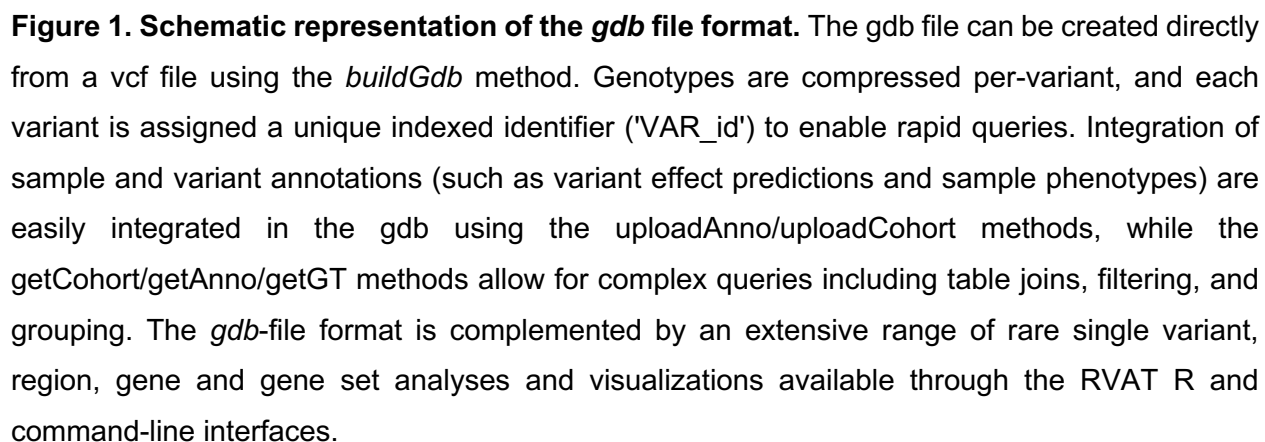 Figure 1. Schematic representation of the gdb file format. The gdb file can be created directly
from a vcf file using the buildGdb method. Genotypes are compressed per-variant, and each
variant is assigned a unique indexed identifier ('VAR_id') to enable rapid queries. Integration of
sample and variant annotations (such as variant effect predictions and sample phenotypes) are
easily integrated in the gdb using the uploadAnno/uploadCohort methods, while the
getCohort/getAnno/getGT methods allow for complex queries including table joins, filtering, and
grouping. The gdb-file format is complemented by an extensive range of rare single variant,
region, gene and gene set analyses and visualizations available through the RVAT R and
command-line interfaces.